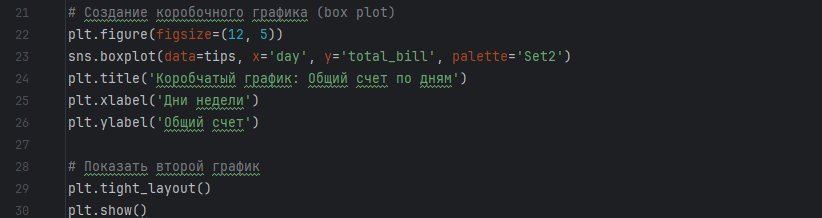 21 # Создание коробочного графика (box plot)
22 plt.figure(figsize=(12, 5))
23 sns.boxplot(data=tips, x='day', y='total_bill', palette='Set2')
24 plt.title('Коробчатый график: Общий счет по дням')
25 plt.xlabel('Дни недели')
26 plt.ylabel('Общий счет')
27
28 # Показать второй график
29 plt.tight_layout()
30 plt.show()